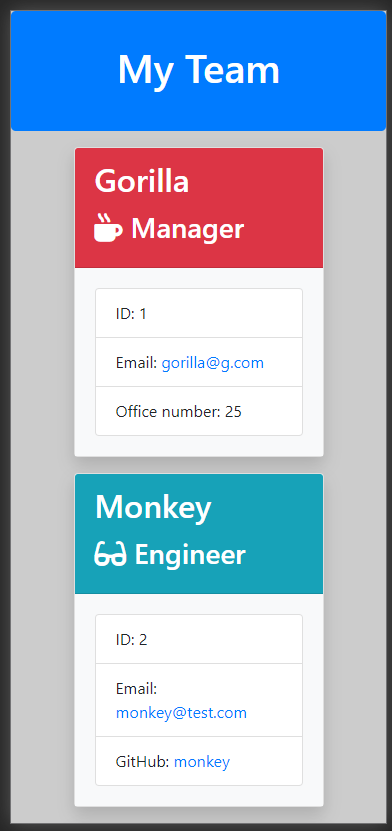 My Team
Gorilla
Manager
ID: 1
Email: gorilla@g.com
Office number: 25
Monkey
Engineer
ID: 2
Email:
monkey@test.com
GitHub: monkey